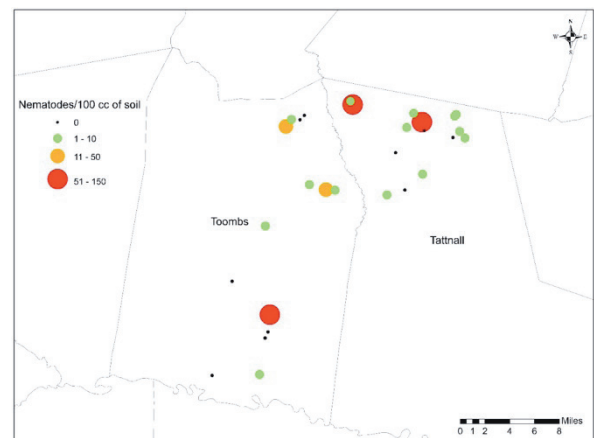 N
W E
S
Nematodes/100 cc of soil
0
1 - 10
11 - 50
51 - 150
Toombs
Tattnall
Miles
0 1 2 4 6 8